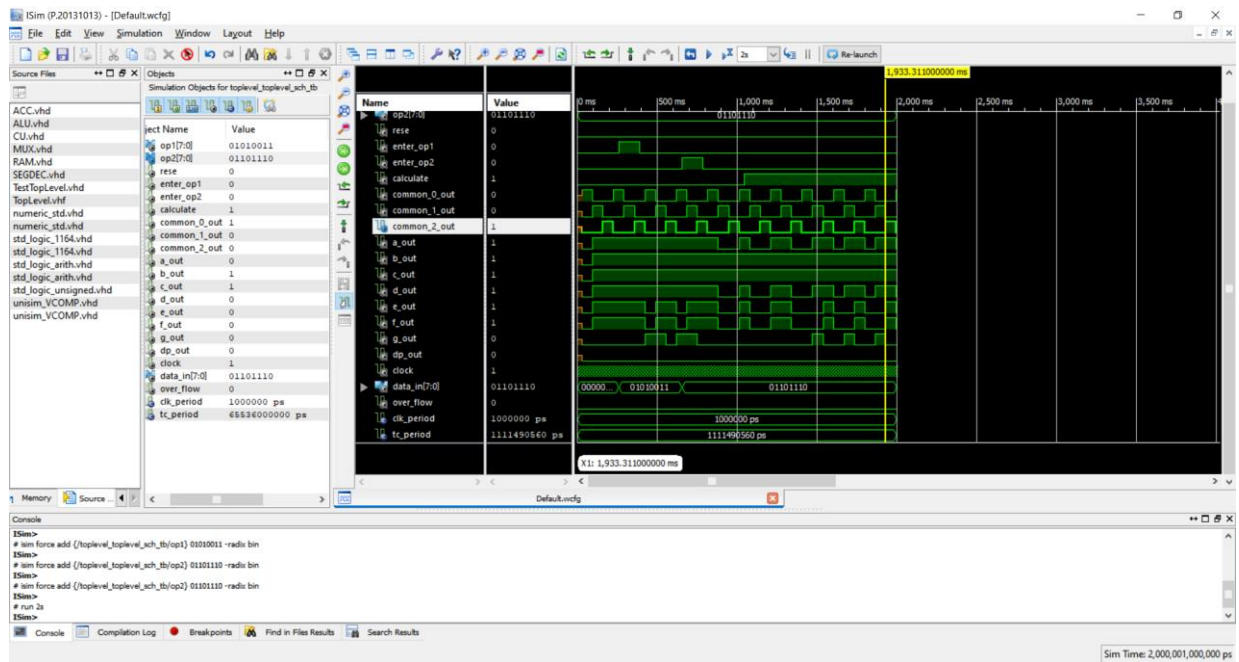 ISim (P.20131013) - [Default.wcfg]
File Edit View Simulation Window Layout Help
2s Re-launch
Source Files
ACC.vhd
ALU.vhd
CU.vhd
MUX.vhd
RAM.vhd
SEGDEC.vhd
TestTopLevel.vhd
TopLevel.vhf
numeric_std.vhd
numeric_std.vhd
std_logic_1164.vhd
std_logic_1164.vhd
std_logic_arith.vhd
std_logic_arith.vhd
std_logic_unsigned.vhd
unisim_VCOMP.vhd
unisim_VCOMP.vhd
Memory Source ...
Objects
Simulation Objects for toplevel_toplevel_sch_tb
ject Name Value
op1[7:0] 01010011
op2[7:0] 01101110
rese 0
enter_op1 0
enter_op2 0
calculate 1
common_0_out 1
common_1_out 0
common_2_out 0
a_out 0
b_out 1
c_out 1
d_out 0
e_out 0
f_out 0
g_out 0
dp_out 0
clock 1
data_in[7:0] 01101110
over_flow 0
clk_period 1000000 ps
tc_period 65536000000 ps
1,933.311000000 ms
Name Value
0 ms 500 ms 1,000 ms 1,500 ms 2,000 ms 2,500 ms 3,000 ms 3,500 ms
op2[7:0] 01101110 01101110
rese 0
enter_op1 0
enter_op2 0
calculate 1
common_0_out 0
common_1_out 0
common_2_out 1
a_out 1
b_out 1
c_out 1
d_out 1
e_out 1
f_out 1
g_out 0
dp_out 0
clock 1
data_in[7:0] 01101110 00000... 01010011 01101110
over_flow 0
clk_period 1000000 ps 1000000 ps
tc_period 1111490560 ps 1111490560 ps
X1: 1,933.311000000 ms
Default.wcfg
Console
ISim>
# isim force add {/toplevel_toplevel_sch_tb/op1} 01010011 -radix bin
ISim>
# isim force add {/toplevel_toplevel_sch_tb/op2} 01101110 -radix bin
ISim>
# isim force add {/toplevel_toplevel_sch_tb/op2} 01101110 -radix bin
ISim>
# run 2s
ISim>
Console Compilation Log Breakpoints Find in Files Results Search Results
Sim Time: 2,000,001,000,000 ps